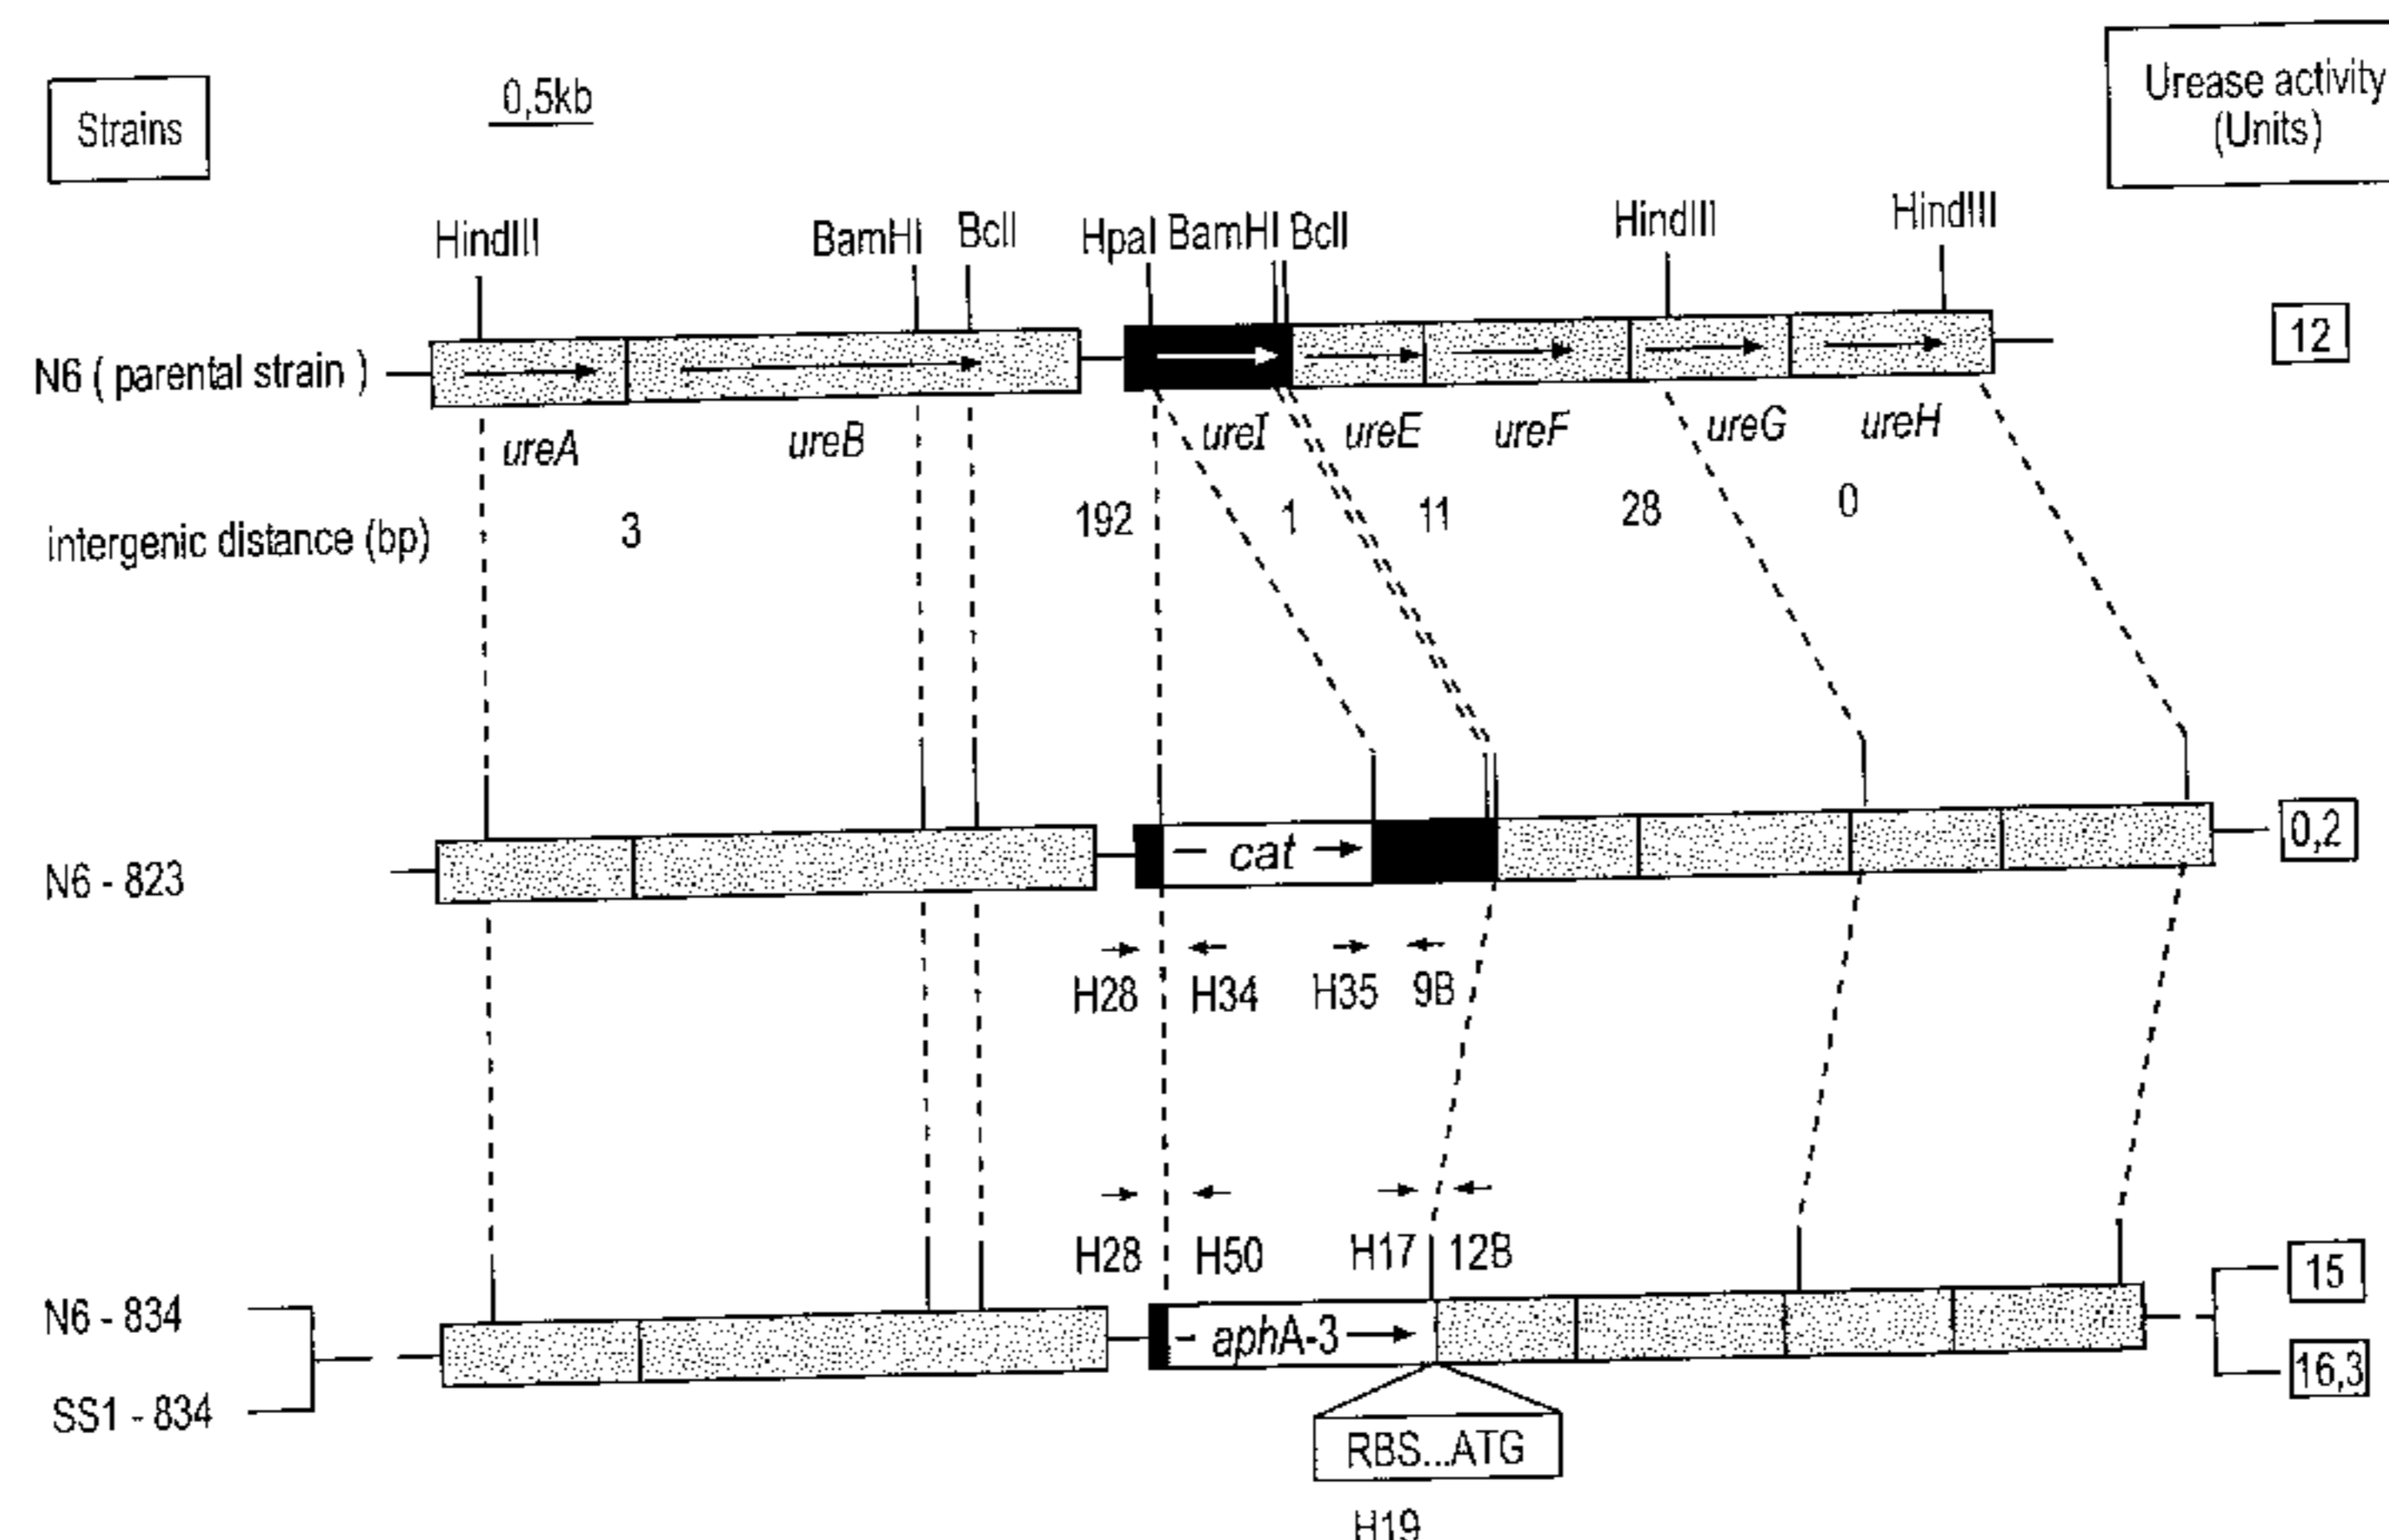 Strains
0,5kb
Urease activity
(Units)
HindIII
BamHI
BclI
HpaI
BamHI
BclI
HindIII
HindIII
N6 ( parental strain )
12
ureA
ureB
ureI
ureE
ureF
ureG
ureH
intergenic distance (bp)
3
192
1
11
28
0
N6 - 823
cat
0,2
H28
H34
H35
9B
H28
H50
H17
12B
N6 - 834
SS1 - 834
aphA-3
15
16,3
RBS...ATG
H19